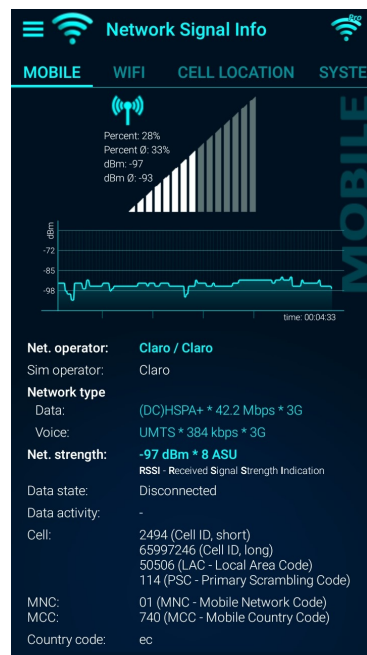 Network Signal Info
Pro
MOBILE WIFI CELL LOCATION SYSTE
MOBILE
Percent: 28%
Percent Ø: 33%
dBm: -97
dBm Ø: -93
dBm
-72
-85
-98
time: 00:04:33
Net. operator: Claro / Claro
Sim operator: Claro
Network type
Data: (DC)HSPA+ * 42.2 Mbps * 3G
Voice: UMTS * 384 kbps * 3G
Net. strength: -97 dBm * 8 ASU
RSSI - Received Signal Strength Indication
Data state: Disconnected
Data activity: -
Cell: 2494 (Cell ID, short)
65997246 (Cell ID, long)
50506 (LAC - Local Area Code)
114 (PSC - Primary Scrambling Code)
MNC: 01 (MNC - Mobile Network Code)
MCC: 740 (MCC - Mobile Country Code)
Country code: ec